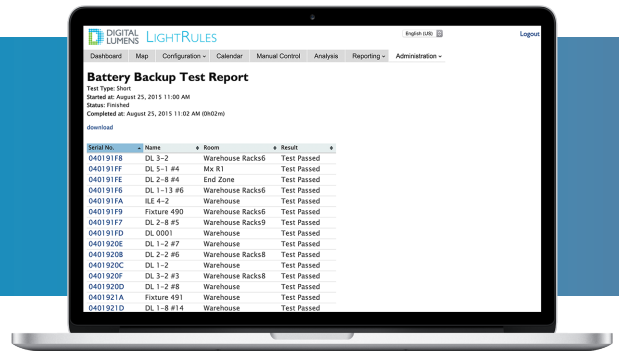 DIGITAL LUMENS LIGHTRULES
English (US)
Logout
Dashboard Map Configuration Calendar Manual Control Analysis Reporting Administration
Battery Backup Test Report
Test Type: Short
Started at: August 25, 2015 11:00 AM
Status: Finished
Completed at: August 25, 2015 11:02 AM (0h02m)
download
Serial No. Name Room Result
040191F8 DL 3-2 Warehouse Racks6 Test Passed
040191FF DL 5-1 #4 Mx R1 Test Passed
040191FE DL 2-8 #4 End Zone Test Passed
040191F6 DL 1-13 #6 Warehouse Racks6 Test Passed
040191FA ILE 4-2 Warehouse Test Passed
040191F9 Fixture 490 Warehouse Racks6 Test Passed
040191F7 DL 2-8 #5 Warehouse Racks9 Test Passed
040191FD DL 0001 Warehouse Test Passed
0401920E DL 1-2 #7 Warehouse Test Passed
0401920B DL 2-2 #6 Warehouse Racks8 Test Passed
0401920C DL 1-2 Warehouse Test Passed
0401920F DL 3-2 #3 Warehouse Racks8 Test Passed
0401920D DL 1-2 #8 Warehouse Test Passed
0401921A Fixture 491 Warehouse Test Passed
0401921D DL 1-8 #14 Warehouse Test Passed